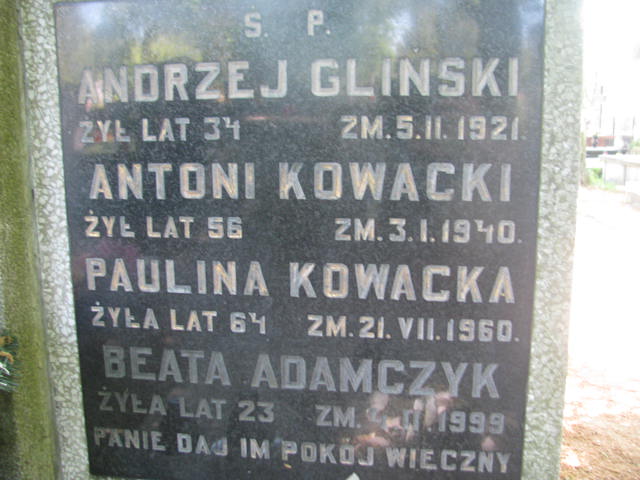 Ś. P.
ANDRZEJ GLINSKI
ŻYŁ LAT 34 ZM. 5. II. 1921.
ANTONI KOWACKI
ŻYŁ LAT 56 ZM. 3. I. 1940.
PAULINA KOWACKA
ŻYŁA LAT 64 ZM. 21. VII. 1960.
BEATA ADAMCZYK
ŻYŁA LAT 23 ZM. 1999
PANIE DAJ IM POKÓJ WIECZNY